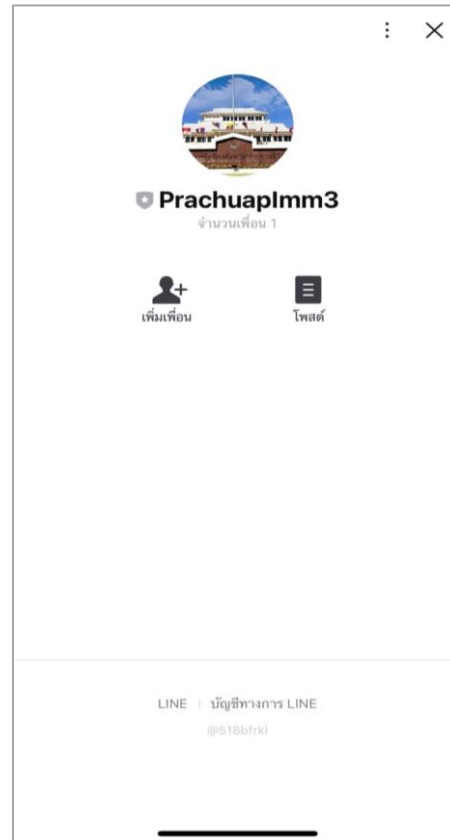 PrachuapImm3
จำนวนเพื่อน 1
เพิ่มเพื่อน
โพสต์
LINE | บัญชีทางการ LINE
@518bfrkl